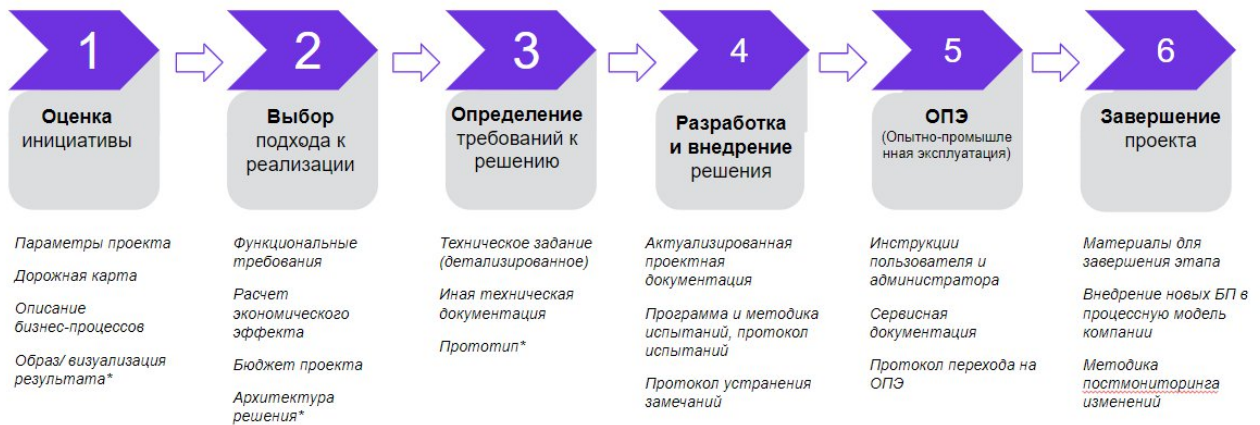 1
Оценка
инициативы
Параметры проекта
Дорожная карта
Описание
бизнес-процессов
Образ/ визуализация
результата*
2
Выбор
подхода к
реализации
Функциональные
требования
Расчет
экономического
эффекта
Бюджет проекта
Архитектура
решения*
3
Определение
требований к
решению
Техническое задание
(детализированное)
Иная техническая
документация
Прототип*
4
Разработка
и внедрение
решения
Актуализированная
проектная
документация
Программа и методика
испытаний, протокол
испытаний
Протокол устранения
замечаний
5
ОПЭ
(Опытно-промышле
нная эксплуатация)
Инструкции
пользователя и
администратора
Сервисная
документация
Протокол перехода на
ОПЭ
6
Завершение
проекта
Материалы для
завершения этапа
Внедрение новых БП в
процессную модель
компании
Методика
постмониторинга
изменений